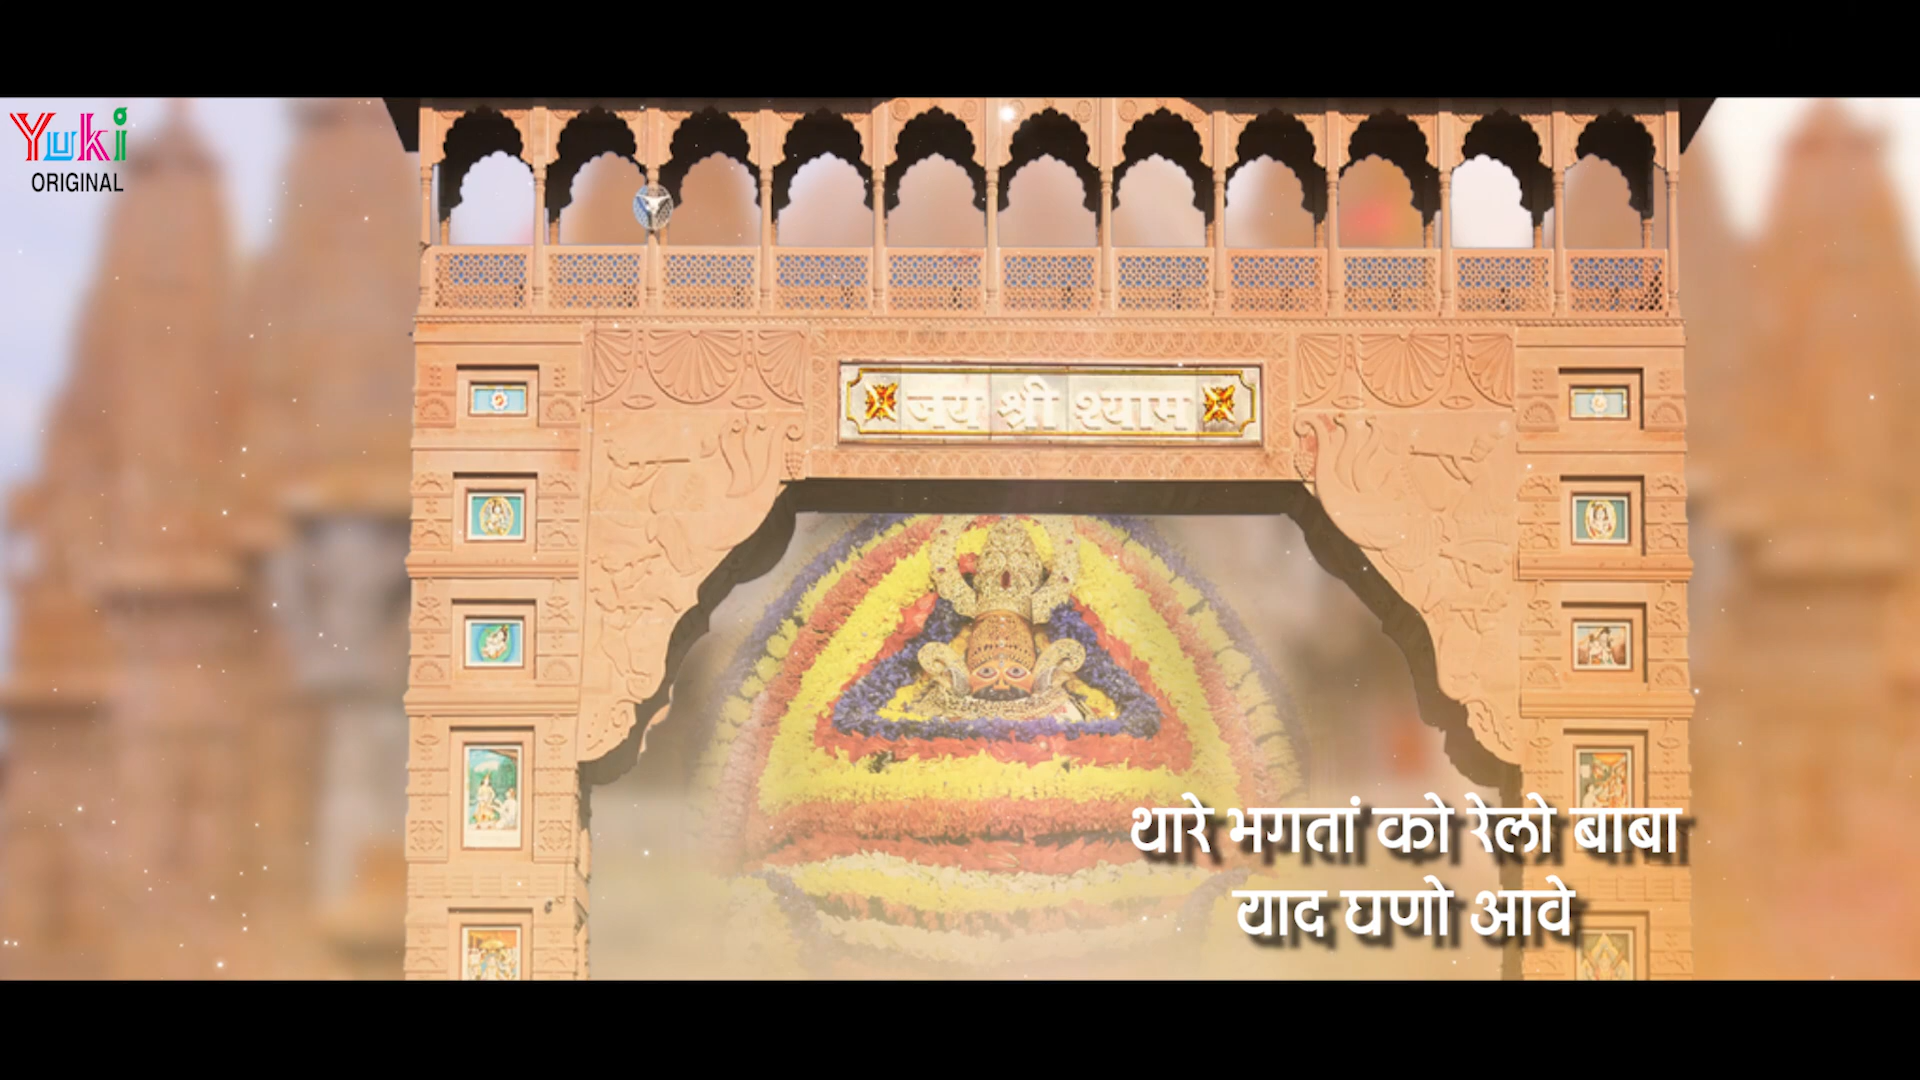 Yuki
ORIGINAL
जय श्री श्याम
थारे भगतां को रेलो बाबा
याद घणो आवे